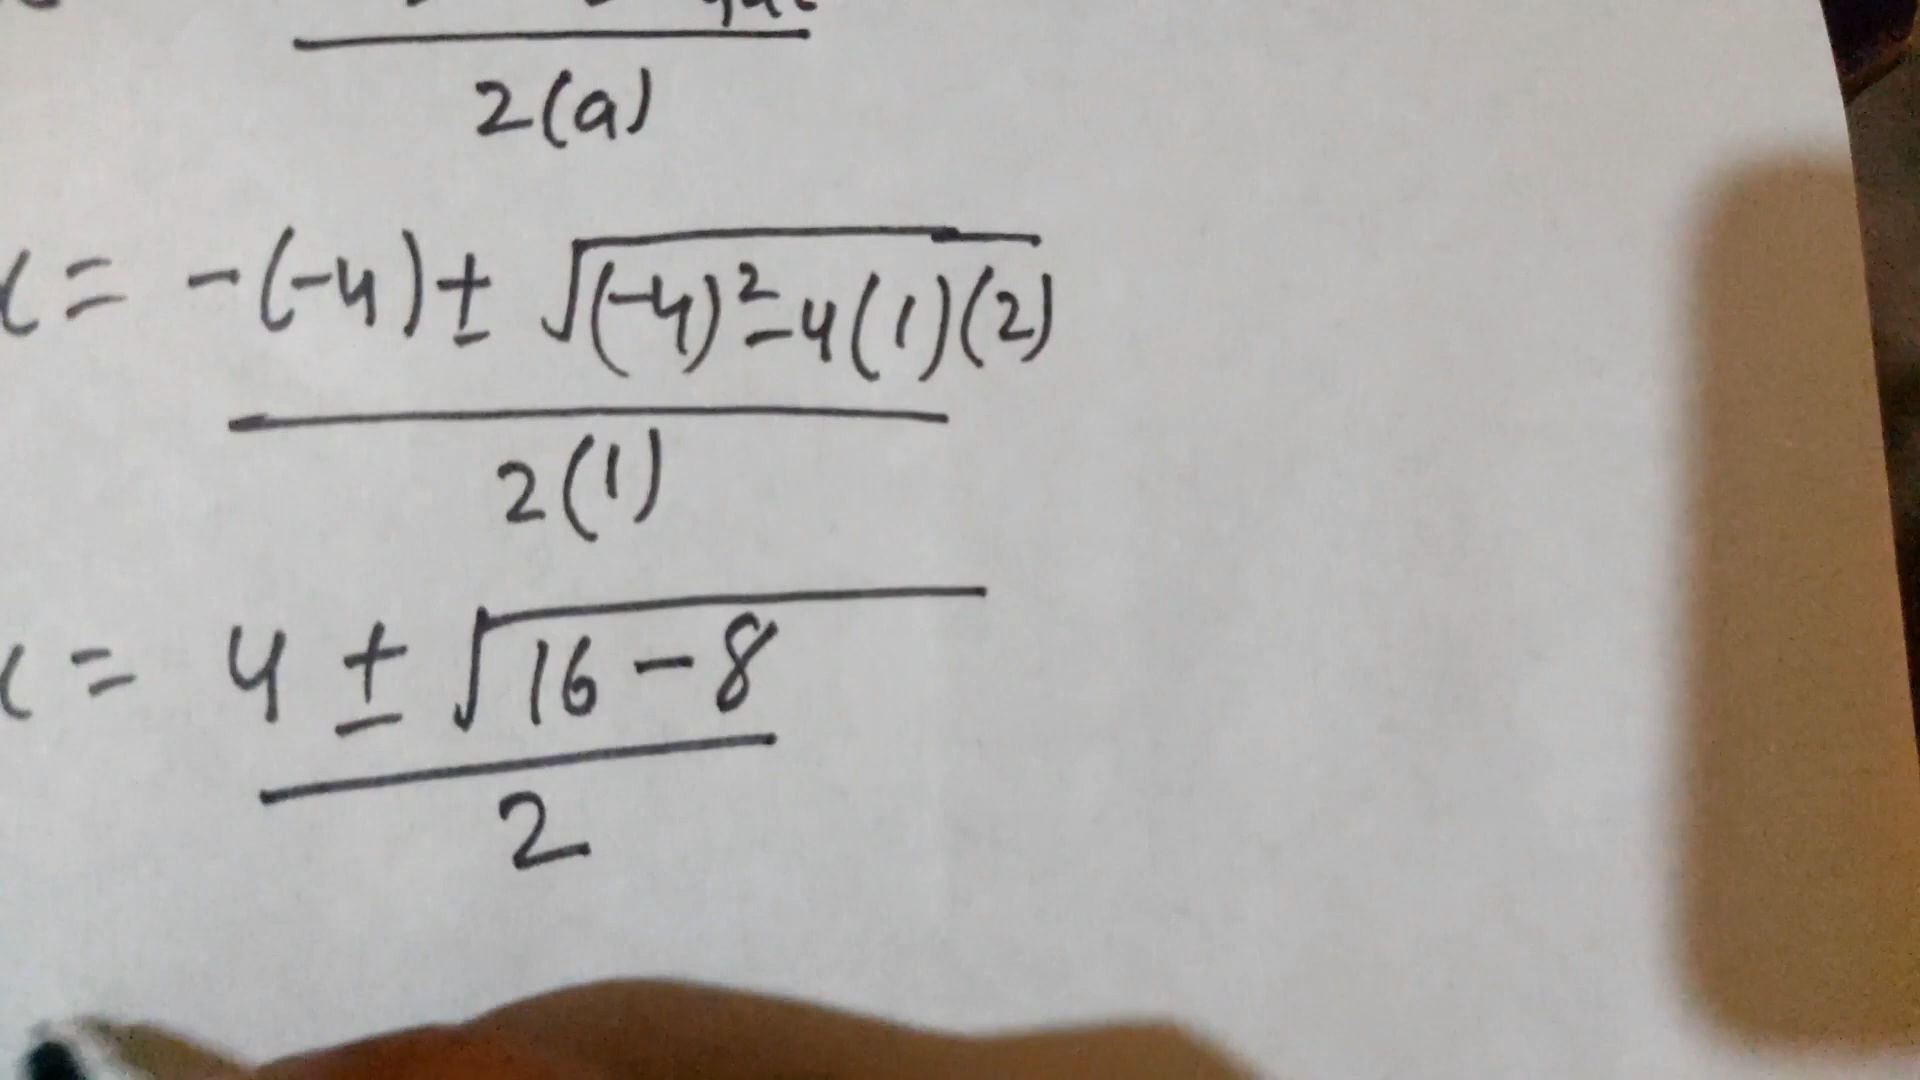 2(a)
= -(-4) ± √(-4)² - 4(1)(2)
2(1)
= 4 ± √16 - 8
2